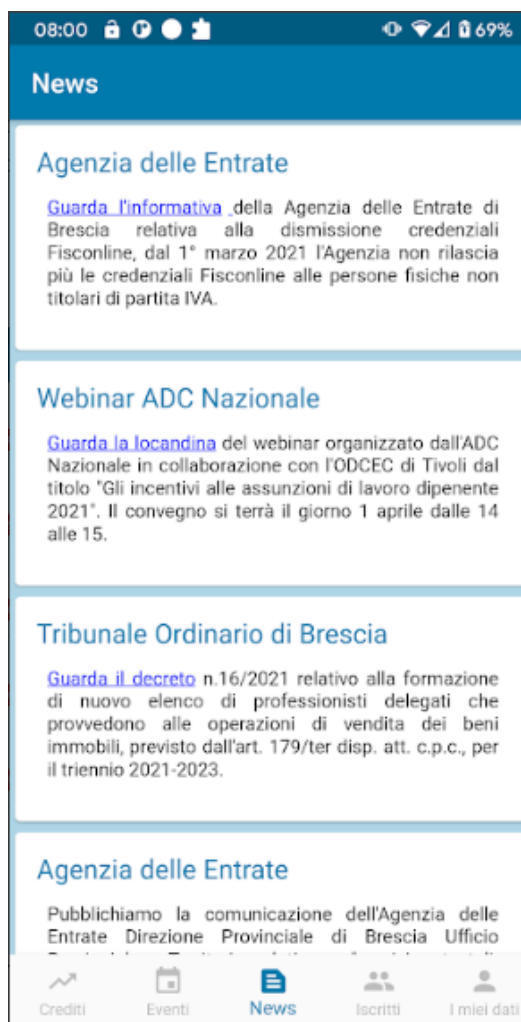 08:00 69%
News
Agenzia delle Entrate
Guarda l'informativa della Agenzia delle Entrate di
Brescia relativa alla dismissione credenziali
Fisconline, dal 1° marzo 2021 l'Agenzia non rilascia
più le credenziali Fisconline alle persone fisiche non
titolari di partita IVA.
Webinar ADC Nazionale
Guarda la locandina del webinar organizzato dall'ADC
Nazionale in collaborazione con l'ODCEC di Tivoli dal
titolo "Gli incentivi alle assunzioni di lavoro dipenente
2021". Il convegno si terrà il giorno 1 aprile dalle 14
alle 15.
Tribunale Ordinario di Brescia
Guarda il decreto n.16/2021 relativo alla formazione
di nuovo elenco di professionisti delegati che
provvedono alle operazioni di vendita dei beni
immobili, previsto dall'art. 179/ter disp. att. c.p.c., per
il triennio 2021-2023.
Agenzia delle Entrate
Pubblichiamo la comunicazione dell'Agenzia delle
Entrate Direzione Provinciale di Brescia Ufficio
Crediti Eventi News Iscritti I miei dati